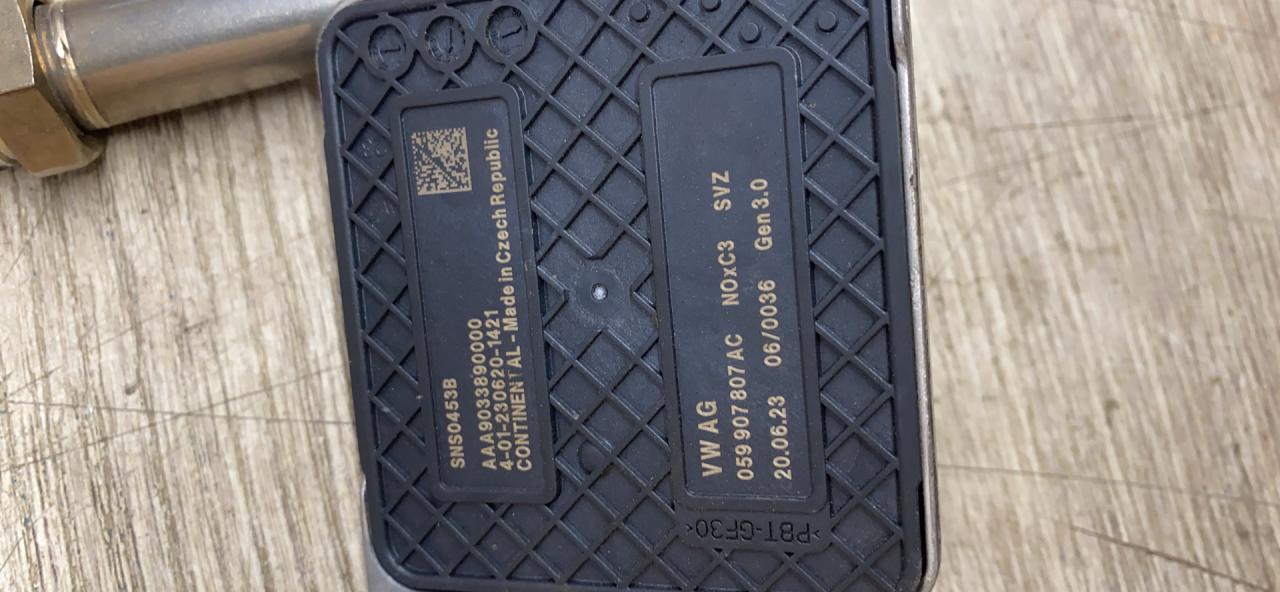 SNS0453B
AAA9033890000
4-01-230620-1421
CONTINENTAL - Made in Czech Republic
VW AG
059 907 807 AC NOxC3 SVZ
20.06.23 06/0036 Gen 3.0
>PBT-GF30<